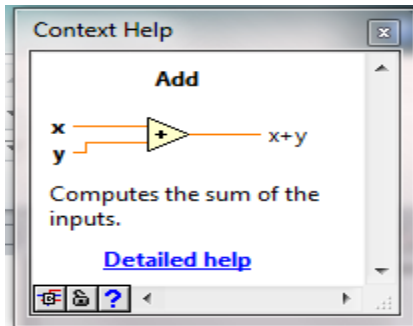 Context Help
Add
x
y
+
x+y
Computes the sum of the
inputs.
Detailed help
?